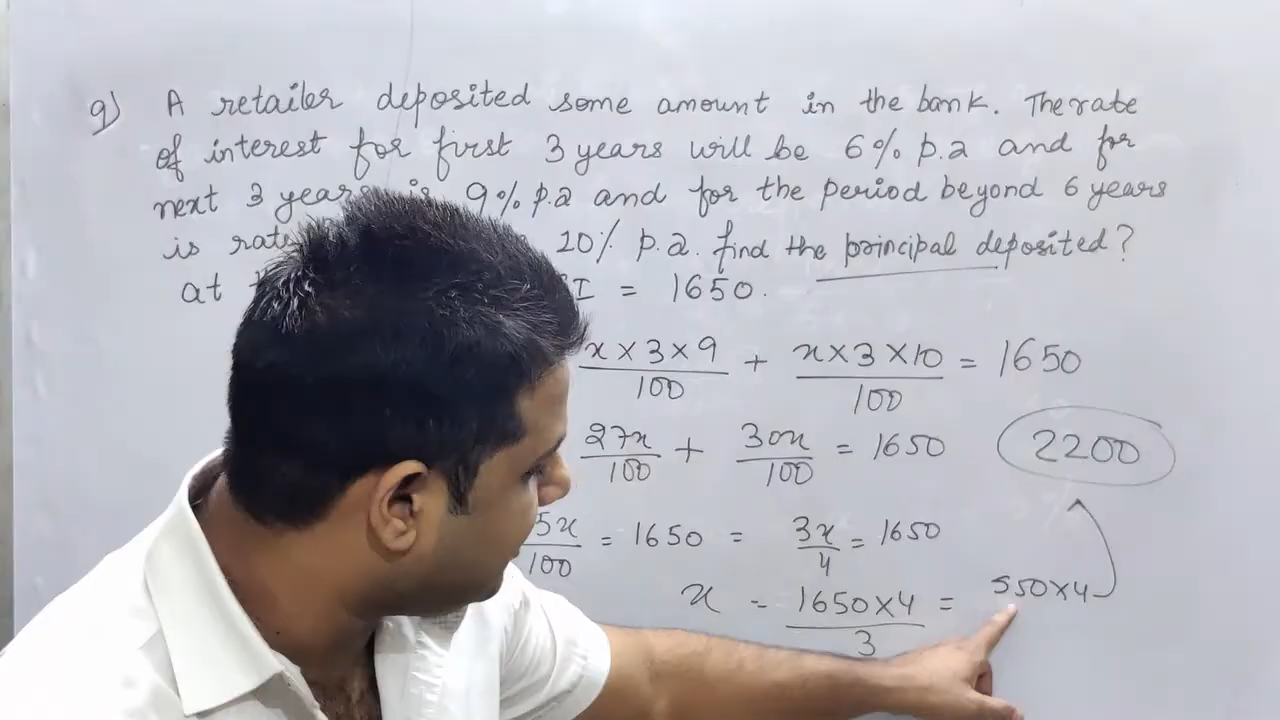 9) A retailer deposited some amount in the bank. The rate
of interest for first 3 years will be 6% p.a and for
next 3 years is 9% p.a and for the period beyond 6 years
is rate 10% p.a. find the principal deposited?
at SI = 1650.
x×3×9/100 + x×3×10/100 = 1650
27x/100 + 30x/100 = 1650
2200
5x/100 = 1650 = 3x/4 = 1650
x = 1650×4/3 = 550×4